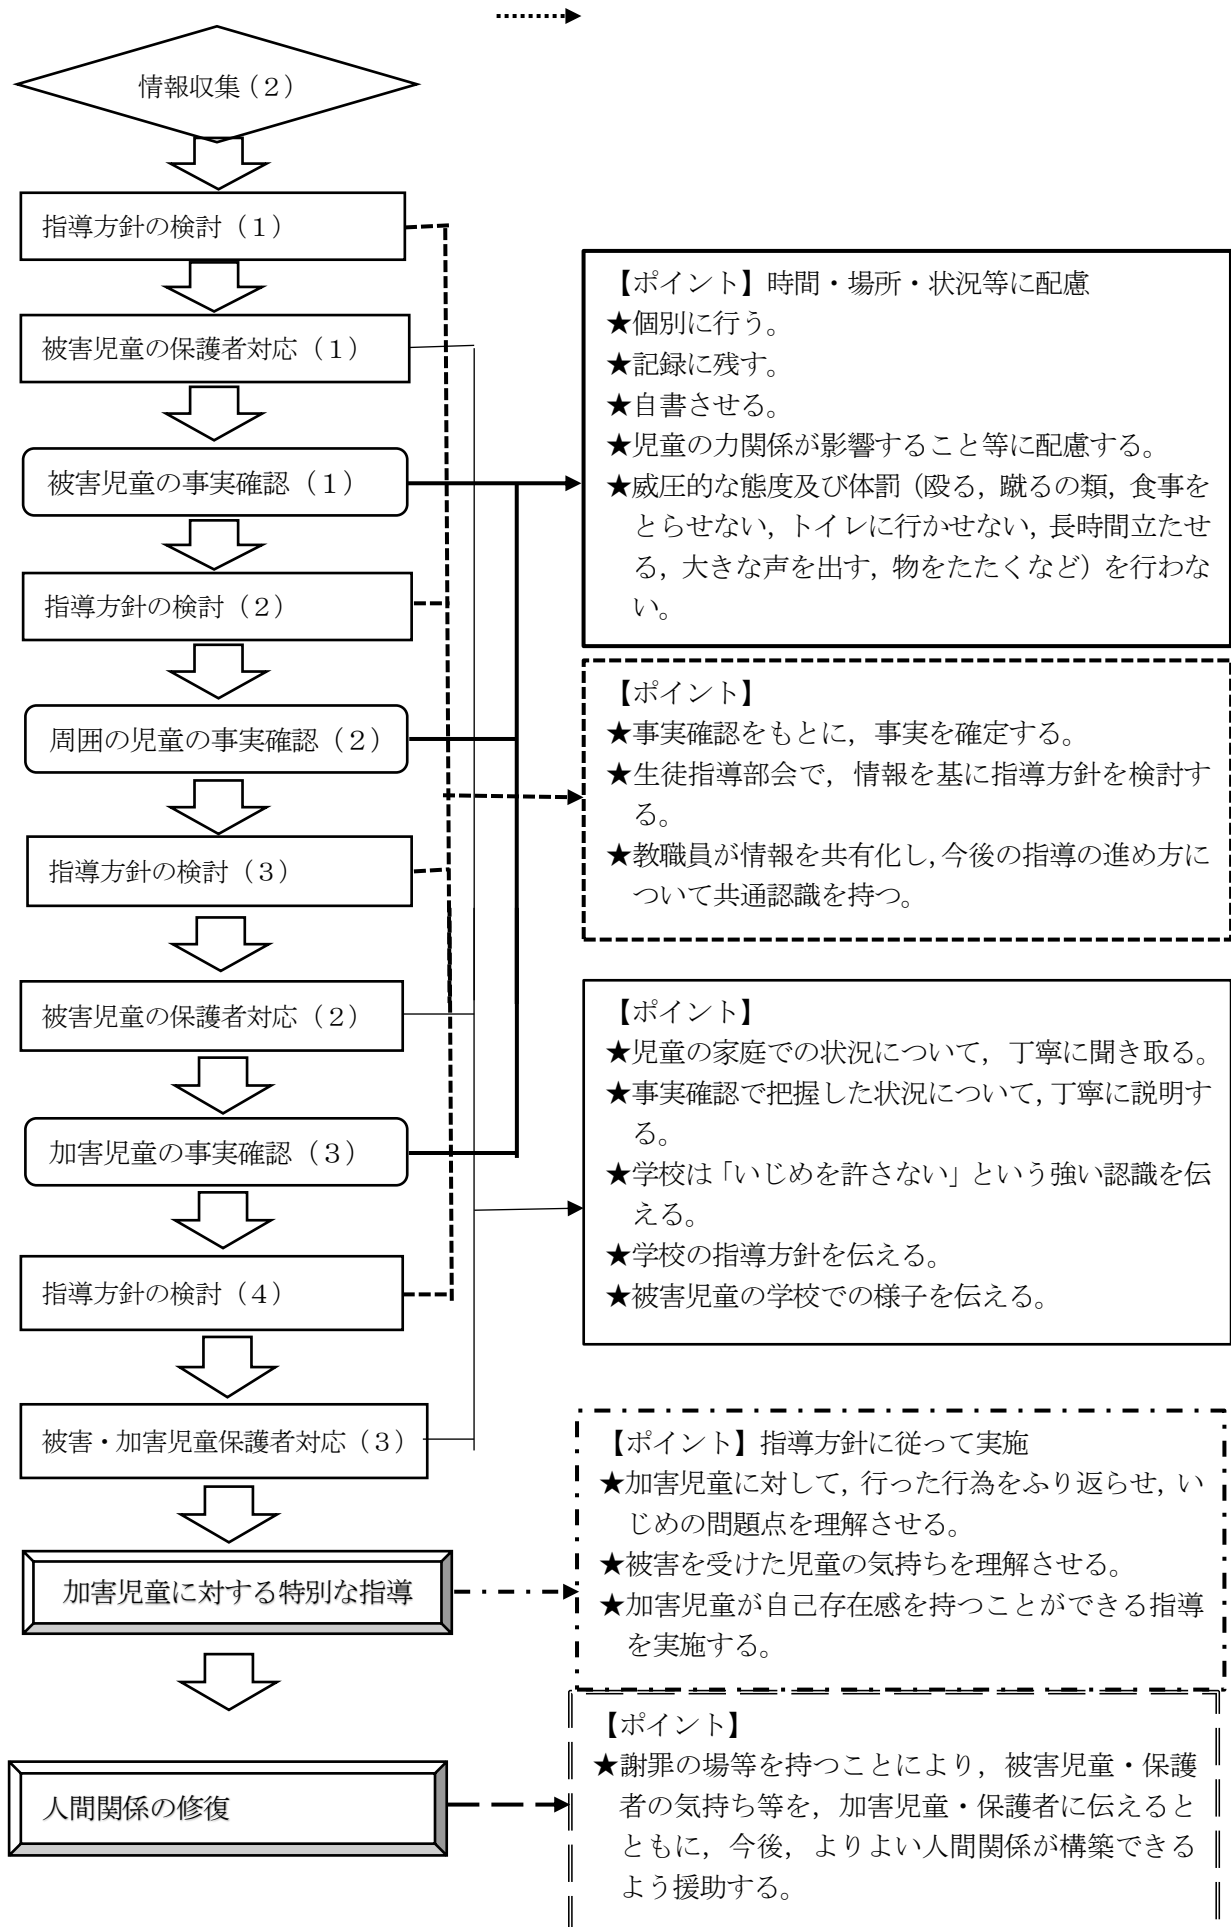 情報収集（２）
指導方針の検討（１）
被害児童の保護者対応（１）
被害児童の事実確認（１）
指導方針の検討（２）
周囲の児童の事実確認（２）
指導方針の検討（３）
被害児童の保護者対応（２）
加害児童の事実確認（３）
指導方針の検討（４）
被害・加害児童保護者対応（３）
加害児童に対する特別な指導
人間関係の修復
【ポイント】時間・場所・状況等に配慮
★個別に行う。
★記録に残す。
★自書させる。
★児童の力関係が影響すること等に配慮する。
★威圧的な態度及び体罰（殴る，蹴るの類，食事を
とらせない，トイレに行かせない，長時間立たせ
る，大きな声を出す，物をたたくなど）を行わな
い。
【ポイント】
★事実確認をもとに，事実を確定する。
★生徒指導部会で，情報を基に指導方針を検討す
る。
★教職員が情報を共有化し，今後の指導の進め方に
ついて共通認識を持つ。
【ポイント】
★児童の家庭での状況について，丁寧に聞き取る。
★事実確認で把握した状況について，丁寧に説明す
る。
★学校は「いじめを許さない」という強い認識を伝
える。
★学校の指導方針を伝える。
★被害児童の学校での様子を伝える。
【ポイント】指導方針に従って実施
★加害児童に対して，行った行為をふり返らせ，い
じめの問題点を理解させる。
★被害を受けた児童の気持ちを理解させる。
★加害児童が自己存在感を持つことができる指導
を実施する。
【ポイント】
★謝罪の場等を持つことにより，被害児童・保護
者の気持ち等を，加害児童・保護者に伝えると
ともに，今後，よりよい人間関係が構築できる
よう援助する。